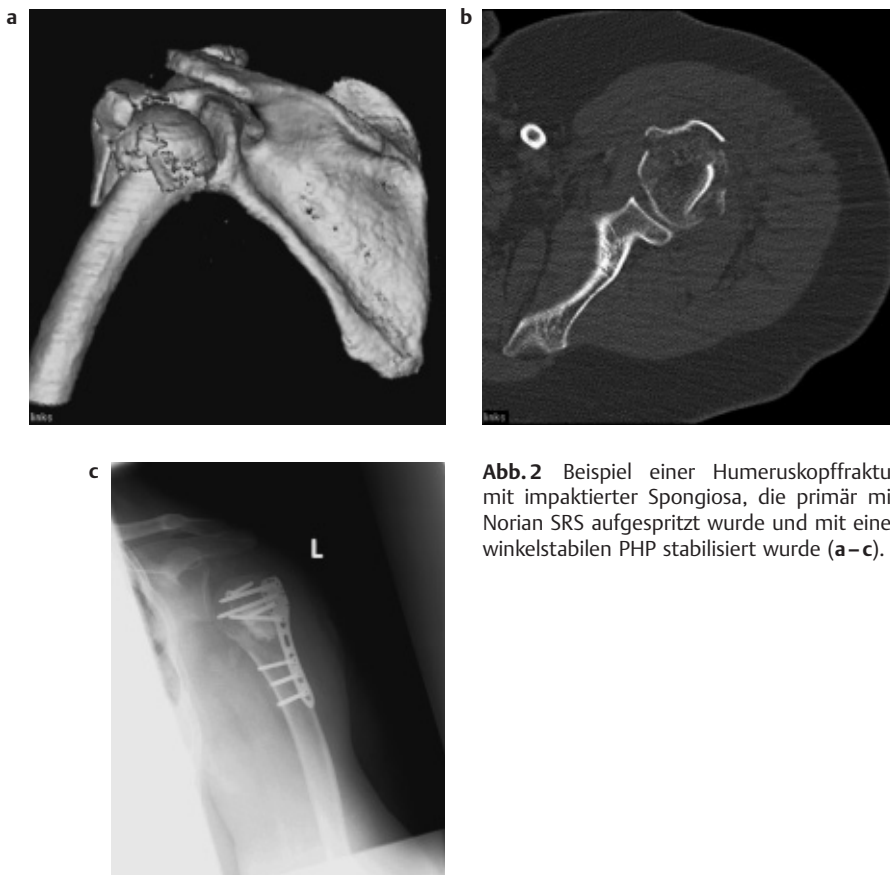 a
b
links
links
c
L
Abb. 2 Beispiel einer Humeruskopffraktu
mit impaktierter Spongiosa, die primär mi
Norian SRS aufgespritzt wurde und mit eine
winkelstabilen PHP stabilisiert wurde (a–c).